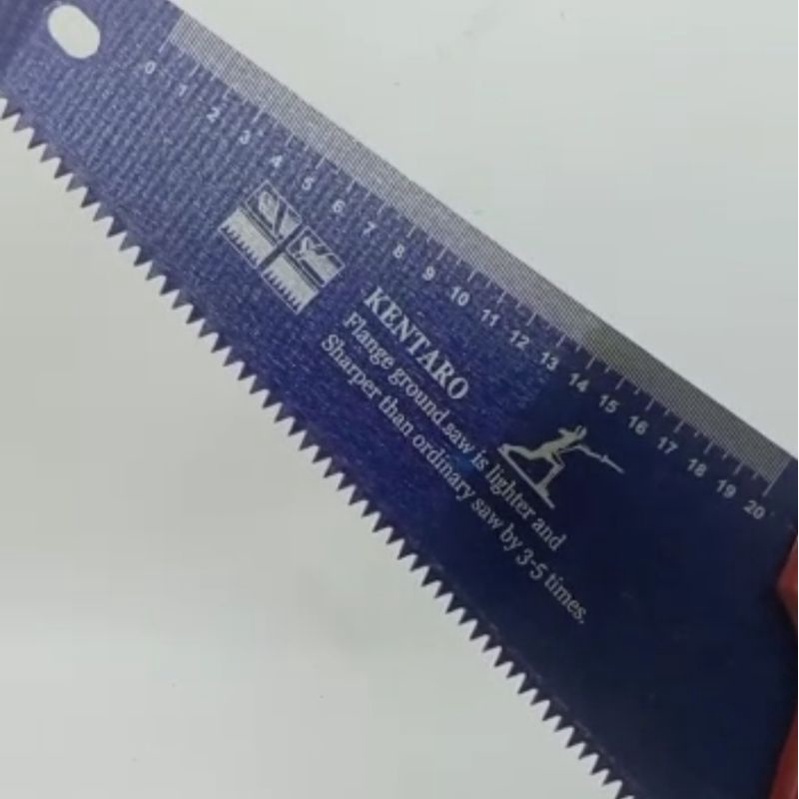 0 1 2 3 4 5 6 7 8 9 10 11 12 13 14 15 16 17 18 19 20
KENTARO
Flange ground saw is lighter and
Sharper than ordinary saw by 3-5 times.